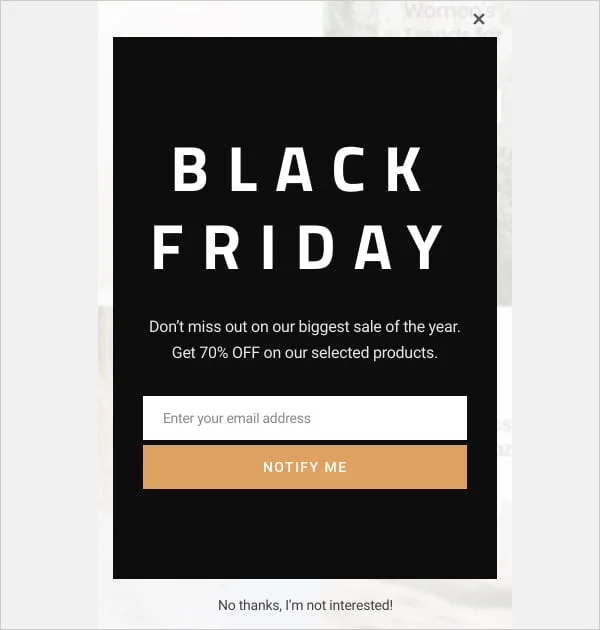 Women's
Trends for
×
BLACK
FRIDAY
Don't miss out on our biggest sale of the year.
Get 70% OFF on our selected products.
Enter your email address
NOTIFY ME
No thanks, I'm not interested!